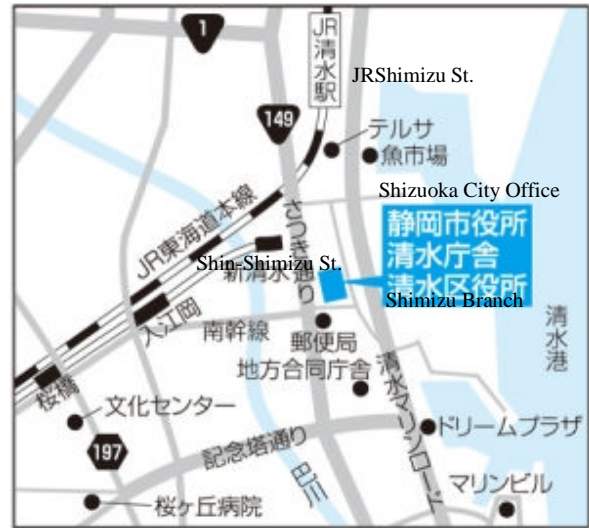 1
JR清水駅
JRShimizu St.
149
テルサ
魚市場
Shizuoka City Office
静岡市役所
清水庁舎
清水区役所
Shimizu Branch
さつき通り
JR東海道本線
Shin-Shimizu St.
新清水
入江岡
南幹線
郵便局
地方合同庁舎
清水マリンロード
清水港
桜橋
文化センター
197
記念塔通り
巴川
ドリームプラザ
マリンビル
桜ヶ丘病院